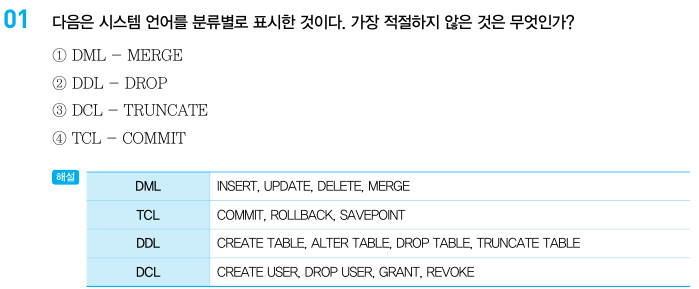 01 다음은 시스템 언어를 분류별로 표시한 것이다. 가장 적절하지 않은 것은 무엇인가?
① DML – MERGE
② DDL – DROP
③ DCL – TRUNCATE
④ TCL – COMMIT
해설
DML INSERT, UPDATE, DELETE, MERGE
TCL COMMIT, ROLLBACK, SAVEPOINT
DDL CREATE TABLE, ALTER TABLE, DROP TABLE, TRUNCATE TABLE
DCL CREATE USER, DROP USER, GRANT, REVOKE